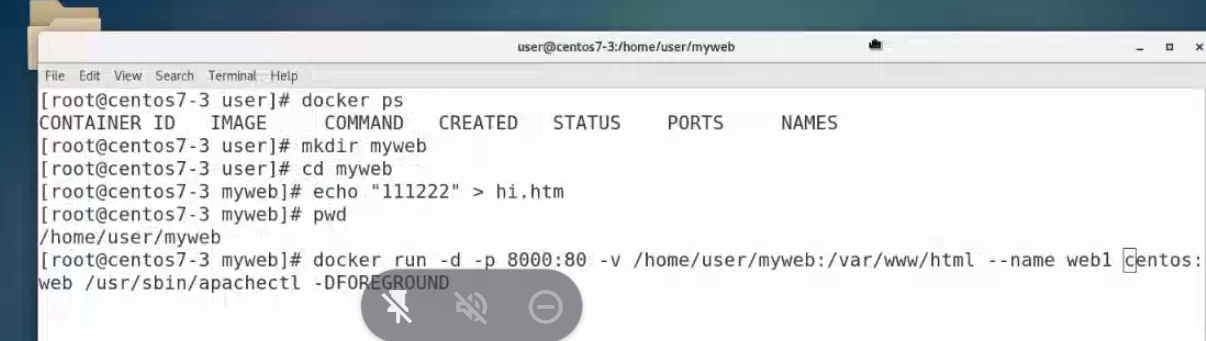 user@centos7-3:/home/user/myweb
File Edit View Search Terminal Help
[root@centos7-3 user]# docker ps
CONTAINER ID IMAGE COMMAND CREATED STATUS PORTS NAMES
[root@centos7-3 user]# mkdir myweb
[root@centos7-3 user]# cd myweb
[root@centos7-3 myweb]# echo "111222" > hi.htm
[root@centos7-3 myweb]# pwd
/home/user/myweb
[root@centos7-3 myweb]# docker run -d -p 8000:80 -v /home/user/myweb:/var/www/html --name web1 centos:
web /usr/sbin/apachectl -DFOREGROUND